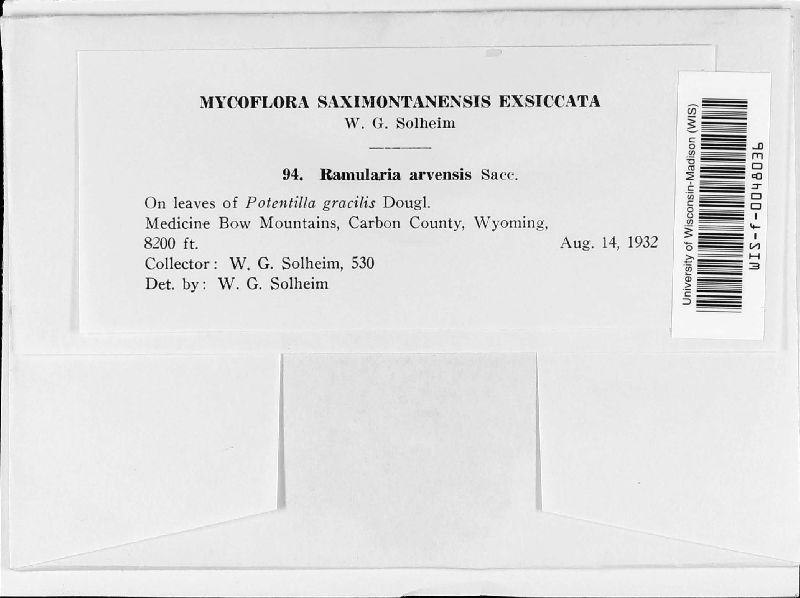 MYCOFLORA SAXIMONTANENSIS EXSICCATA
W. G. Solheim
94. Ramularia arvensis Sacc.
On leaves of Potentilla gracilis Dougl.
Medicine Bow Mountains, Carbon County, Wyoming,
8200 ft. Aug. 14, 1932
Collector: W. G. Solheim, 530
Det. by: W. G. Solheim
University of Wisconsin-Madison (WIS)
WIS-f-0048036